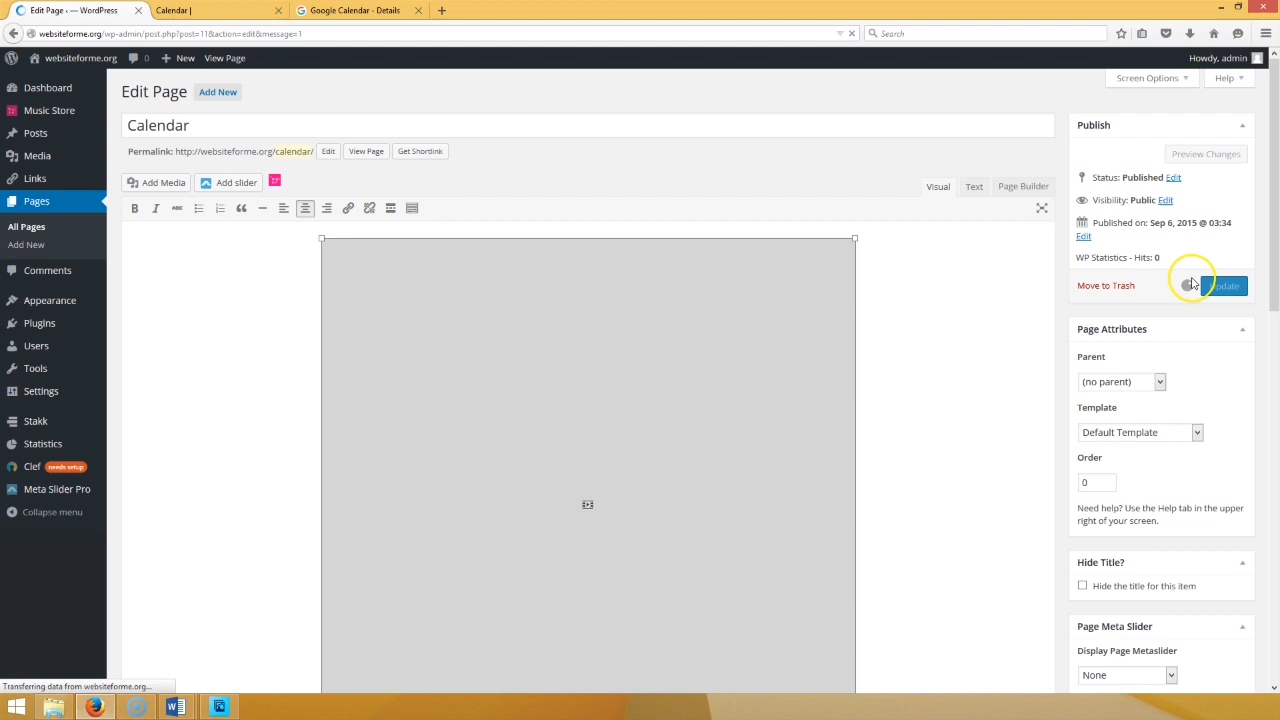 Edit Page ‹ — WordPress
Calendar |
Google Calendar - Details
websiteforme.org/wp-admin/post.php?post=11&action=edit&message=1
Search
websiteforme.org
0
New
View Page
Howdy, admin
Dashboard
Music Store
Posts
Media
Links
Pages
All Pages
Add New
Comments
Appearance
Plugins
Users
Tools
Settings
Stakk
Statistics
Clef needs setup
Meta Slider Pro
Collapse menu
Screen Options
Help
Edit Page Add New
Calendar
Permalink: http://websiteforme.org/calendar/ Edit View Page Get Shortlink
Add Media
Add slider
Visual
Text
Page Builder
B I ABC
Publish
Preview Changes
Status: Published Edit
Visibility: Public Edit
Published on: Sep 6, 2015 @ 03:34
Edit
WP Statistics - Hits: 0
Move to Trash
Update
Page Attributes
Parent
(no parent)
Template
Default Template
Order
0
Need help? Use the Help tab in the upper
right of your screen.
Hide Title?
Hide the title for this item
Page Meta Slider
Display Page Metaslider
None
Transferring data from websiteforme.org...